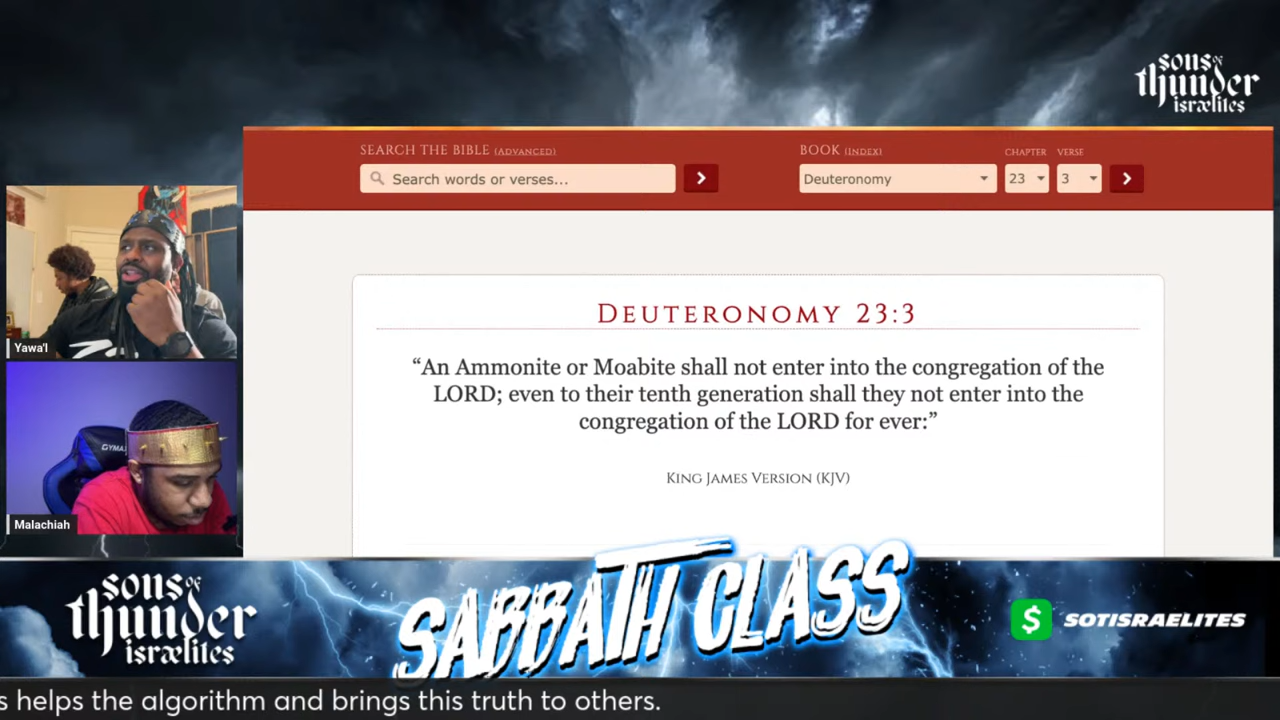 sons of
thunder
israelites
SEARCH THE BIBLE (ADVANCED)
BOOK (INDEX)
CHAPTER
VERSE
Search words or verses...
Deuteronomy
23
3
DEUTERONOMY 23:3
“An Ammonite or Moabite shall not enter into the congregation of the
LORD; even to their tenth generation shall they not enter into the
congregation of the LORD for ever:”
KING JAMES VERSION (KJV)
Yawa'l
Malachiah
sons of
thunder
israelites
SABBATH CLASS
$
SOTISRAELITES
s helps the algorithm and brings this truth to others.